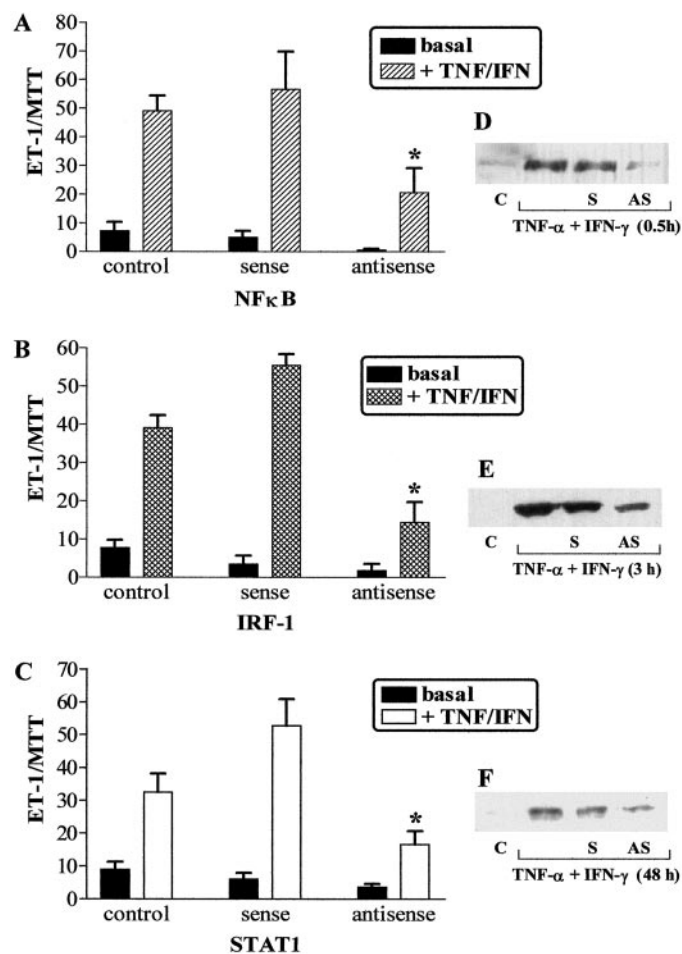 A
80
70
60
50
40
30
20
10
0
ET-1/MTT
basal
+ TNF/IFN
*
control sense antisense
NFκB
D
C S AS
TNF-α + IFN-γ (0.5h)
B
60
50
40
30
20
10
0
ET-1/MTT
basal
+ TNF/IFN
*
control sense antisense
IRF-1
E
C S AS
TNF-α + IFN-γ (3 h)
C
70
60
50
40
30
20
10
0
ET-1/MTT
basal
+ TNF/IFN
*
control sense antisense
STAT1
F
C S AS
TNF-α + IFN-γ (48 h)